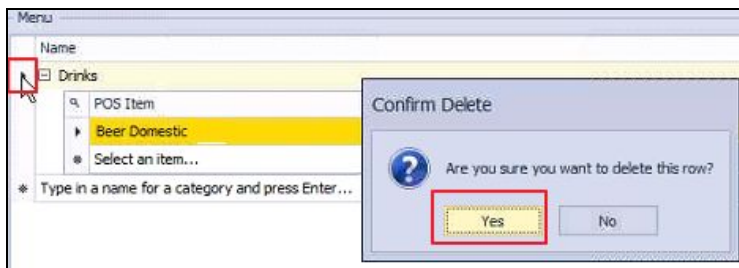 Menu
Name
Drinks
POS Item
Beer Domestic
Select an item...
Type in a name for a category and press Enter...
Confirm Delete
Are you sure you want to delete this row?
Yes
No